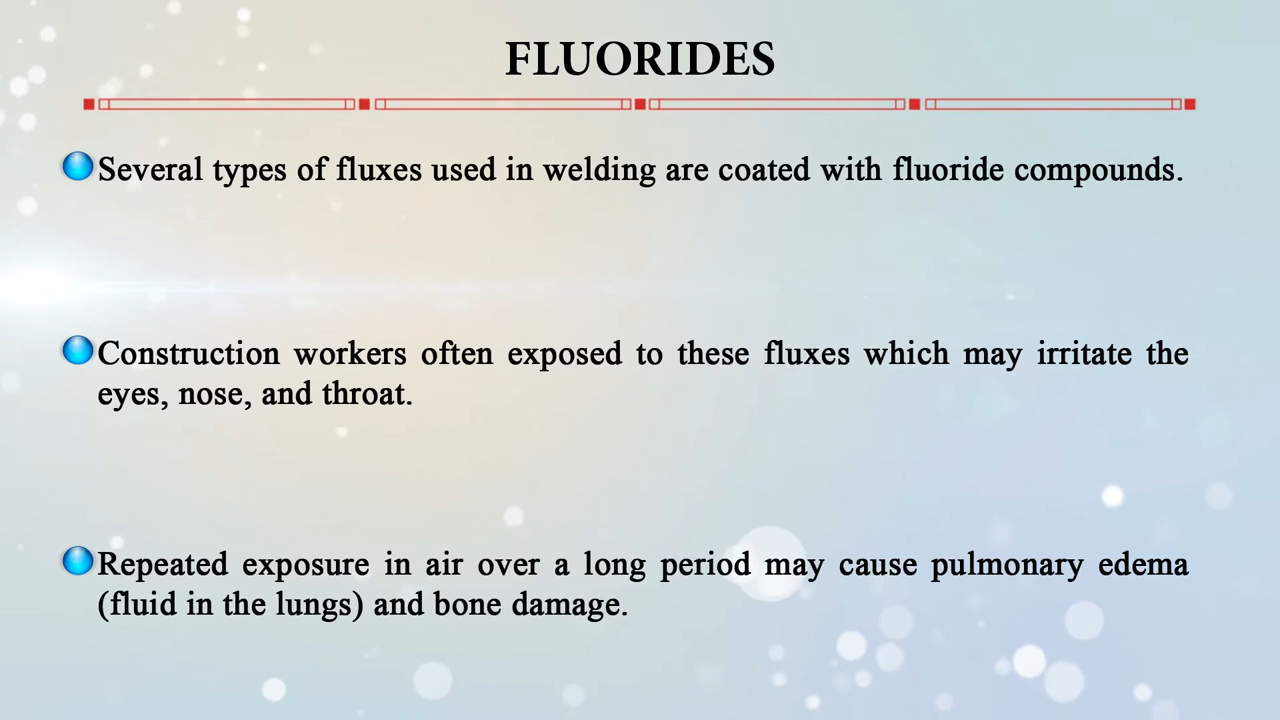 FLUORIDES
Several types of fluxes used in welding are coated with fluoride compounds.
Construction workers often exposed to these fluxes which may irritate the
eyes, nose, and throat.
Repeated exposure in air over a long period may cause pulmonary edema
(fluid in the lungs) and bone damage.